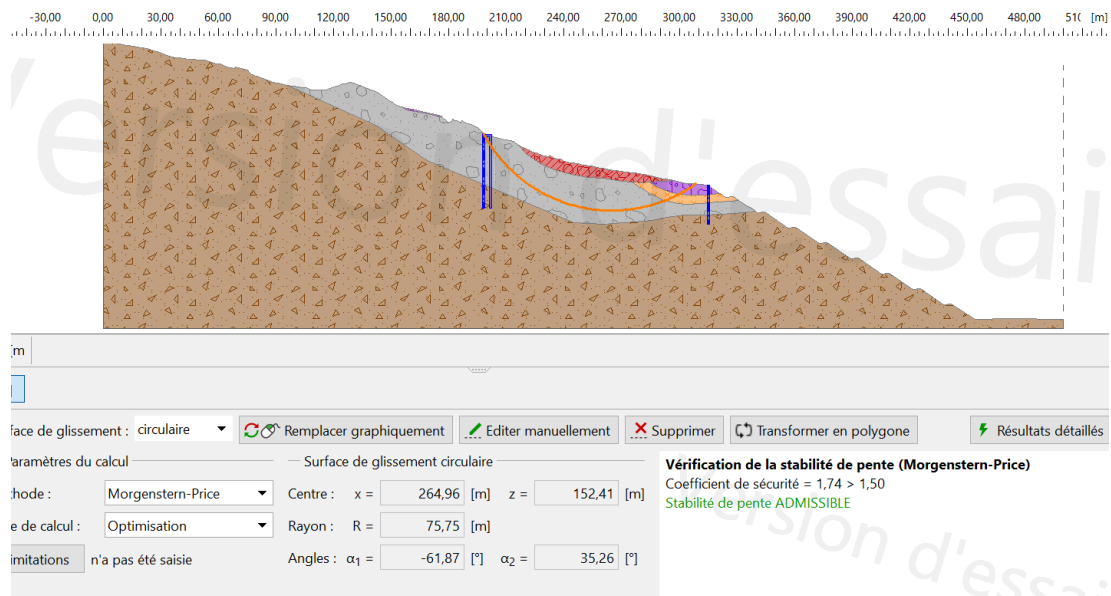 -30,00 0,00 30,00 60,00 90,00 120,00 150,00 180,00 210,00 240,00 270,00 300,00 330,00 360,00 390,00 420,00 450,00 480,00 51( [m]
Version d'essai
[m
face de glissement : circulaire Remplacer graphiquement Editer manuellement Supprimer Transformer en polygone Résultats détaillés
Paramètres du calcul
Surface de glissement circulaire
thode : Morgenstern-Price
Centre : x = 264,96 [m] z = 152,41 [m]
e de calcul : Optimisation
Rayon : R = 75,75 [m]
imitations n'a pas été saisie
Angles : α1 = -61,87 [°] α2 = 35,26 [°]
Vérification de la stabilité de pente (Morgenstern-Price)
Coefficient de sécurité = 1,74 > 1,50
Stabilité de pente ADMISSIBLE
Version d'essai